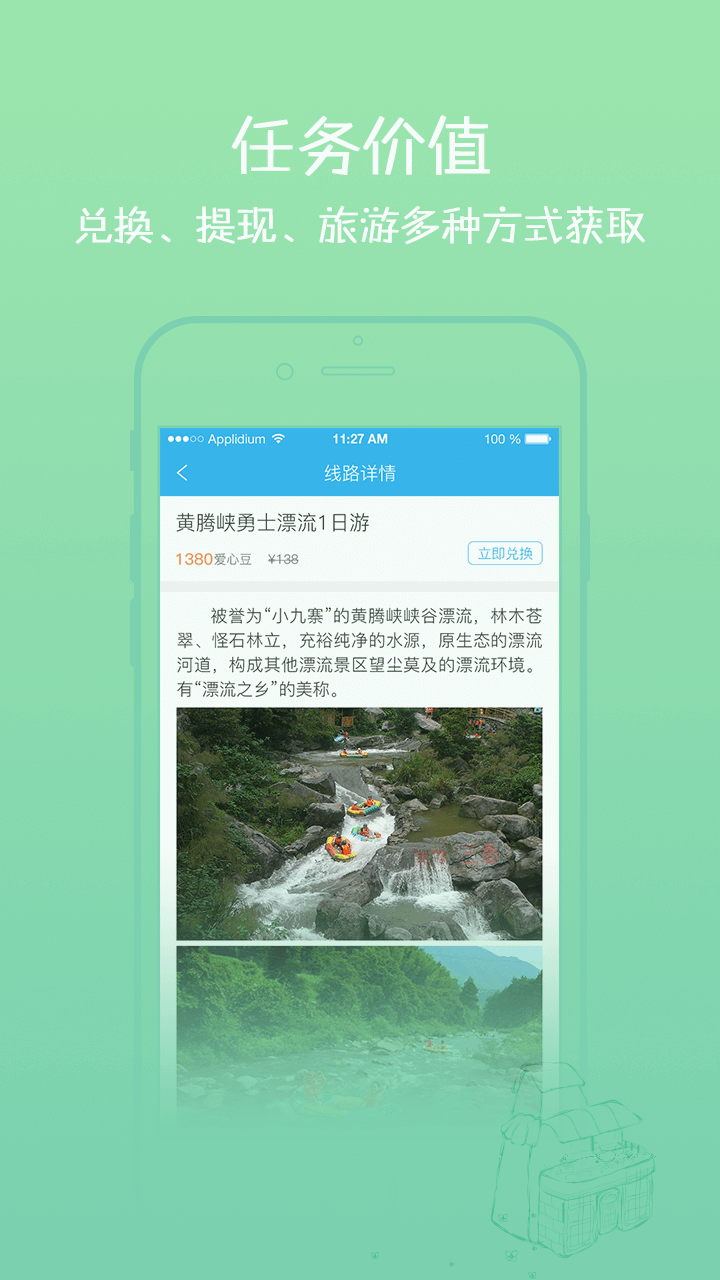 任务价值
兑换、提现、旅游多种方式获取
Applidium 11:27 AM 100 %
线路详情
黄腾峡勇士漂流1日游
1380爱心豆 ¥138 立即兑换
被誉为“小九寨”的黄腾峡峡谷漂流，林木苍
翠、怪石林立，充裕纯净的水源，原生态的漂流
河道，构成其他漂流景区望尘莫及的漂流环境。
有“漂流之乡”的美称。